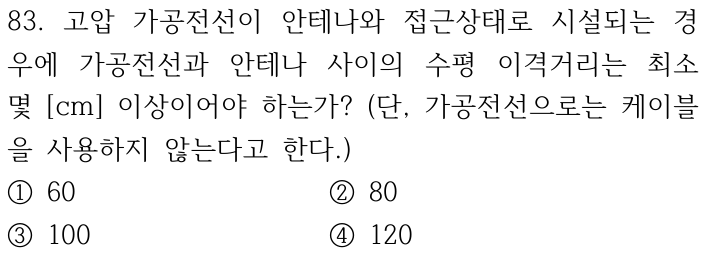 83. 고압 가공전선이 안테나와 접근상태로 시설되는 경
우에 가공전선과 안테나 사이의 수평 이격거리는 최소
몇 [cm] 이상이어야 하는가? (단, 가공전선으로는 케이블
을 사용하지 않는다고 한다.)
① 60 ② 80
③ 100 ④ 120